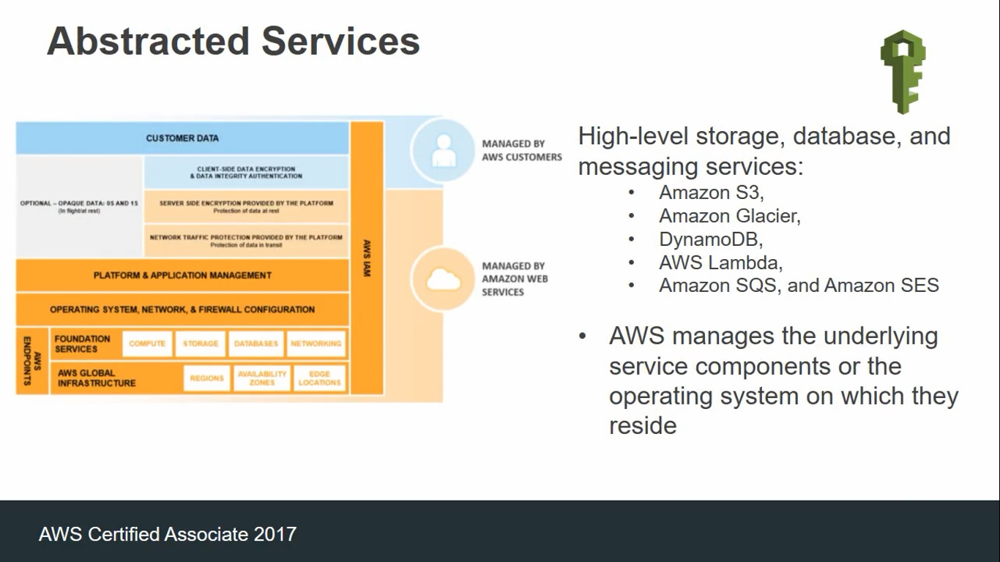 Abstracted Services
CUSTOMER DATA
OPTIONAL – OPAQUE DATA: 0S AND 1S
(In flight/at rest)
CLIENT-SIDE DATA ENCRYPTION
& DATA INTEGRITY AUTHENTICATION
SERVER SIDE ENCRYPTION PROVIDED BY THE PLATFORM
Protection of data at rest
NETWORK TRAFFIC PROTECTION PROVIDED BY THE PLATFORM
Protection of data in transit
PLATFORM & APPLICATION MANAGEMENT
OPERATING SYSTEM, NETWORK, & FIREWALL CONFIGURATION
AWS
ENDPOINTS
FOUNDATION
SERVICES
COMPUTE
STORAGE
DATABASES
NETWORKING
AWS GLOBAL
INFRASTRUCTURE
REGIONS
AVAILABILITY
ZONES
EDGE
LOCATIONS
AWS IAM
MANAGED BY
AWS CUSTOMERS
MANAGED BY
AMAZON WEB
SERVICES
High-level storage, database, and
messaging services:
• Amazon S3,
• Amazon Glacier,
• DynamoDB,
• AWS Lambda,
• Amazon SQS, and Amazon SES
• AWS manages the underlying
service components or the
operating system on which they
reside
AWS Certified Associate 2017